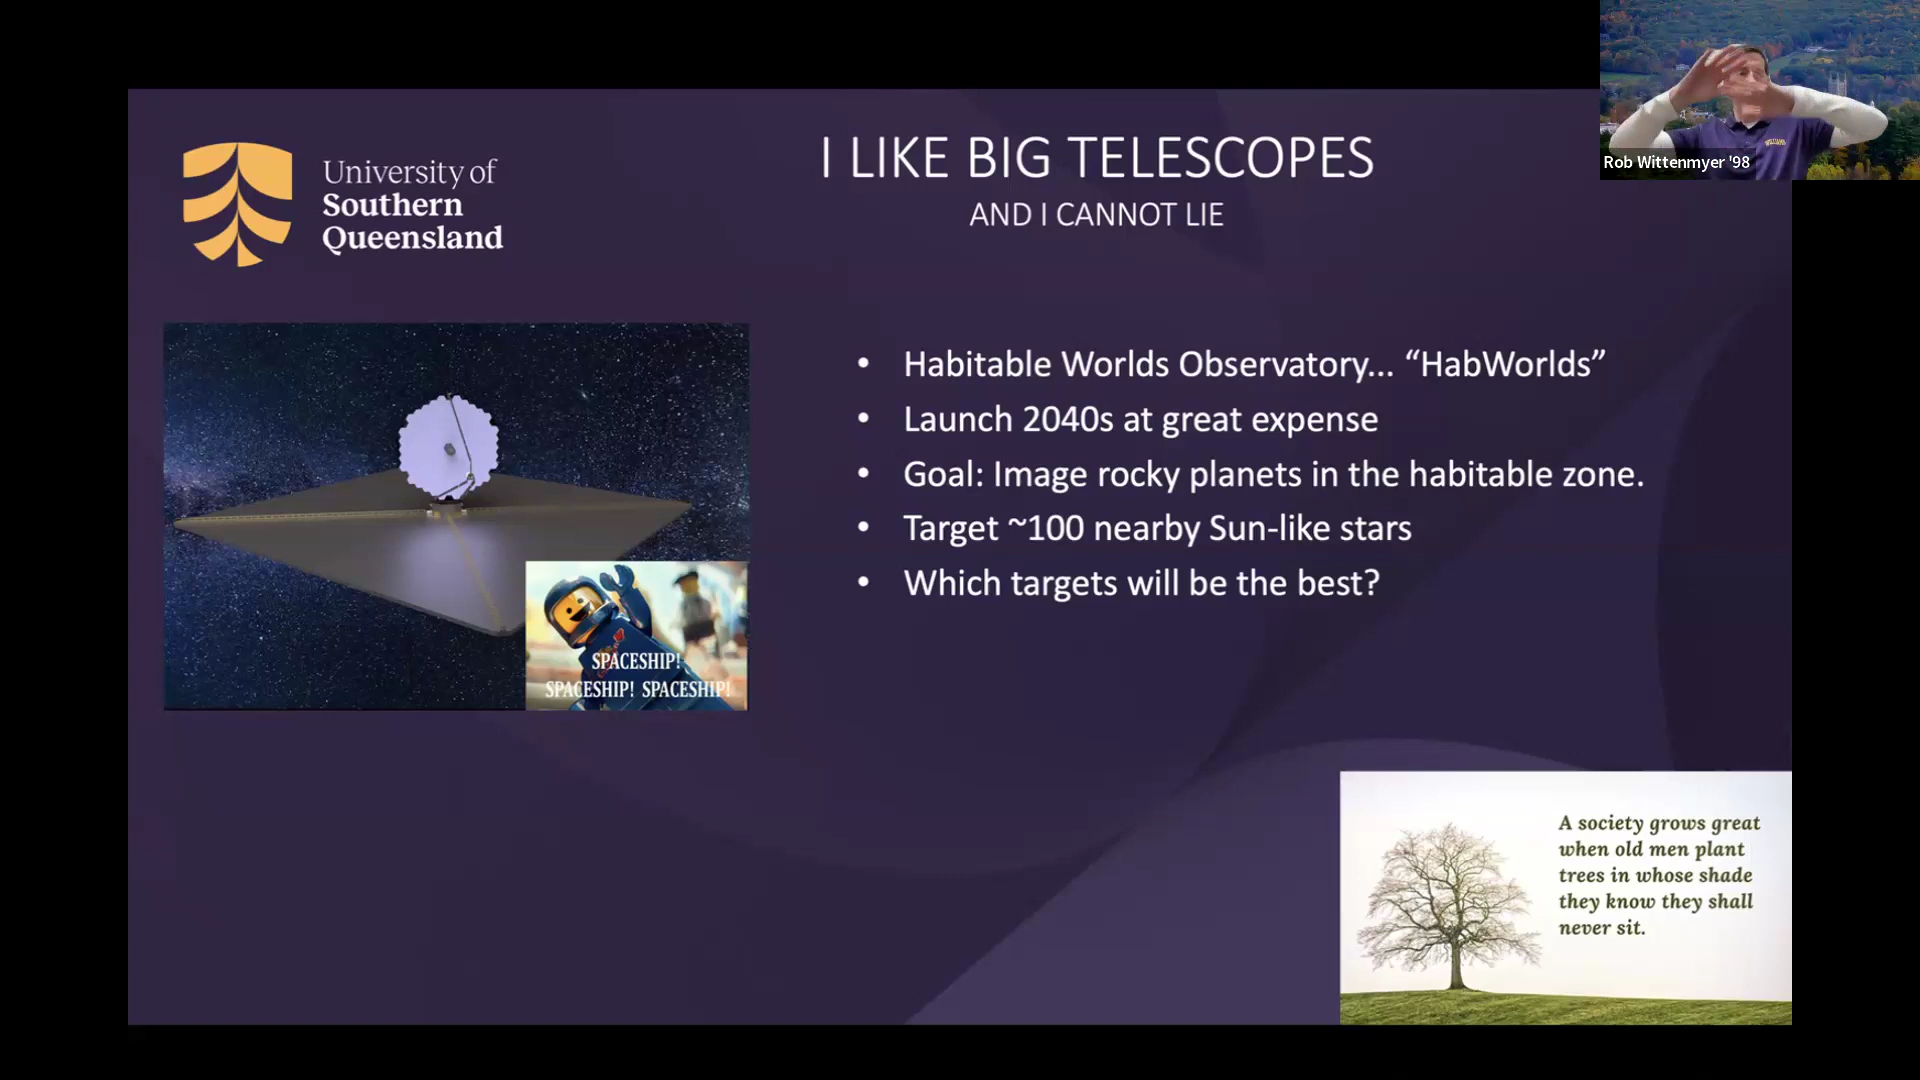 University of
Southern
Queensland
I LIKE BIG TELESCOPES
AND I CANNOT LIE
Rob Wittenmyer '98
• Habitable Worlds Observatory... “HabWorlds”
• Launch 2040s at great expense
• Goal: Image rocky planets in the habitable zone.
• Target ~100 nearby Sun-like stars
• Which targets will be the best?
SPACESHIP!
SPACESHIP! SPACESHIP!
A society grows great
when old men plant
trees in whose shade
they know they shall
never sit.